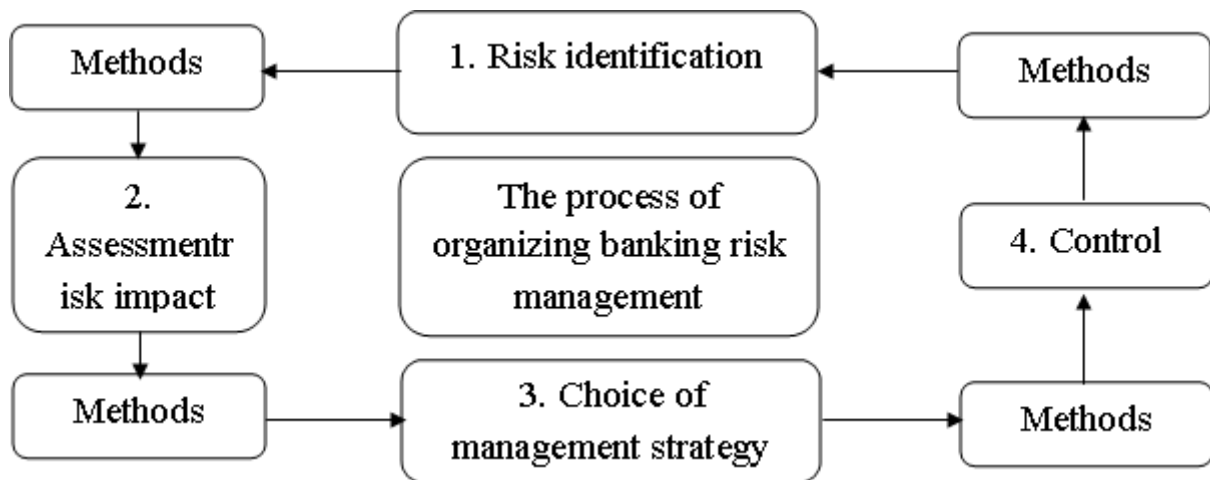 Methods
1. Risk identification
Methods
2.
Assessmentr
isk impact
The process of
organizing banking risk
management
4. Control
Methods
3. Choice of
management strategy
Methods